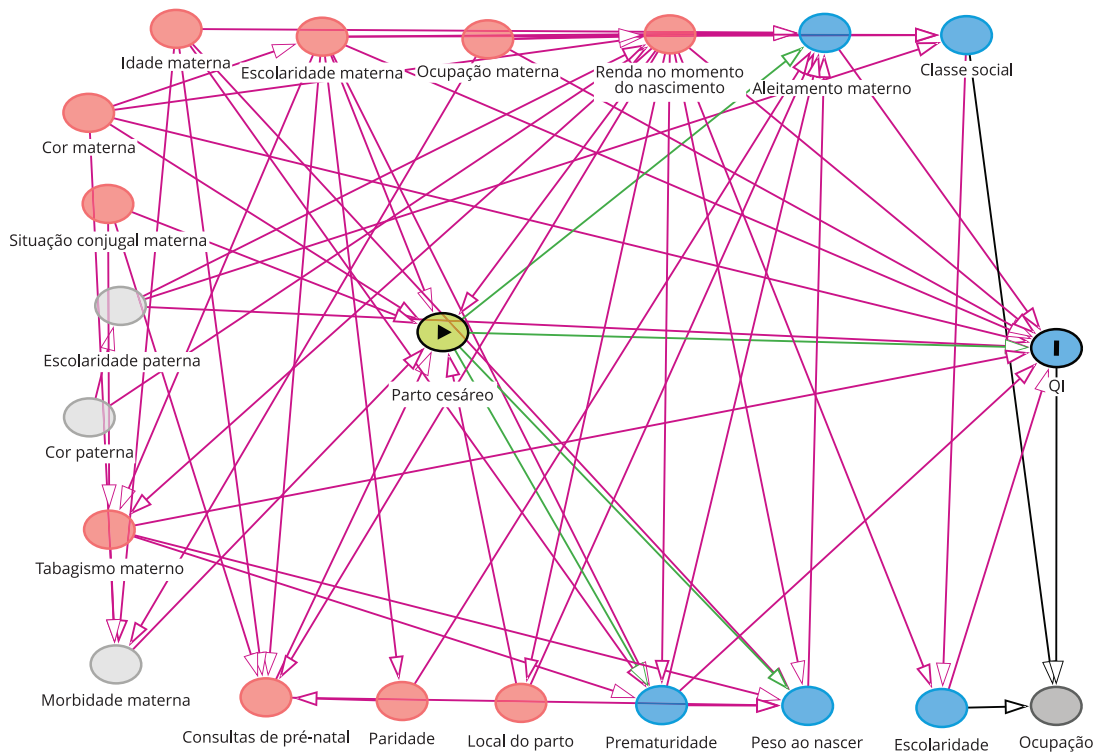 Idade materna
Escolaridade materna
Ocupação materna
Renda no momento
do nascimento
Aleitamento materno
Classe social
Cor materna
Situação conjugal materna
Escolaridade paterna
Parto cesáreo
QI
Cor paterna
Tabagismo materno
Morbidade materna
Consultas de pré-natal
Paridade
Local do parto
Prematuridade
Peso ao nascer
Escolaridade
Ocupação